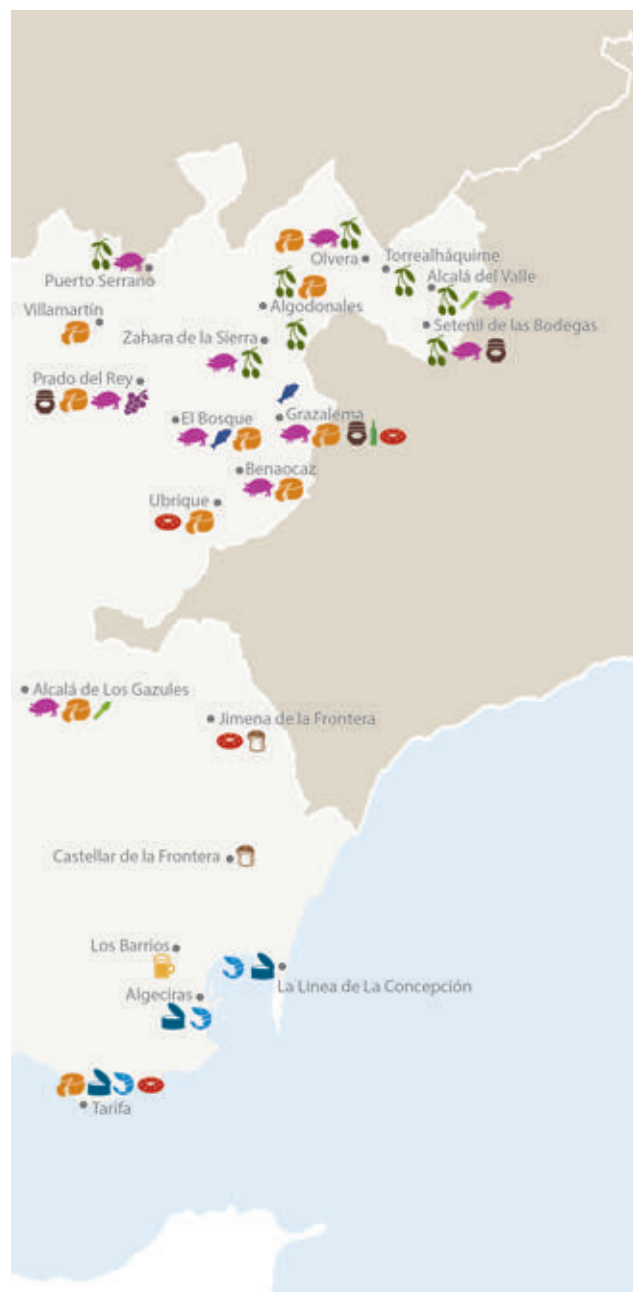 Olvera
Torrealháquime
Puerto Serrano
Alcalá del Valle
Villamartín
Algodonales
Setenil de las Bodegas
Zahara de la Sierra
Prado del Rey
El Bosque
Grazalema
Benaocaz
Ubrique
Alcalá de Los Gazules
Jimena de la Frontera
Castellar de la Frontera
Los Barrios
La Linea de La Concepción
Algeciras
Tarifa